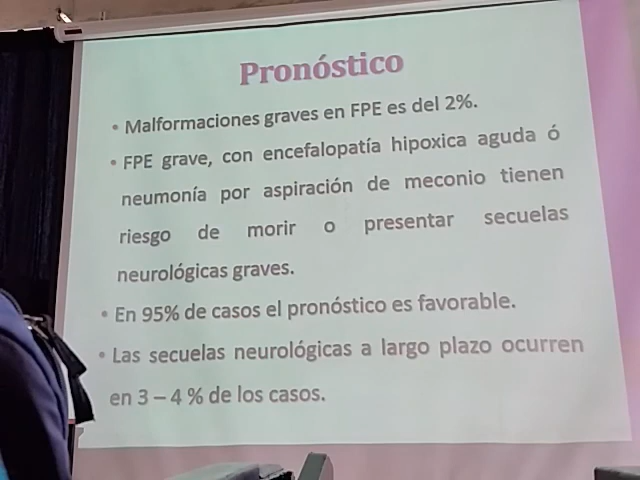 Pronóstico
• Malformaciones graves en FPE es del 2%.
• FPE grave, con encefalopatía hipoxica aguda ó
neumonía por aspiración de meconio tienen
riesgo de morir o presentar secuelas
neurológicas graves.
• En 95% de casos el pronóstico es favorable.
• Las secuelas neurológicas a largo plazo ocurren
en 3 – 4 % de los casos.